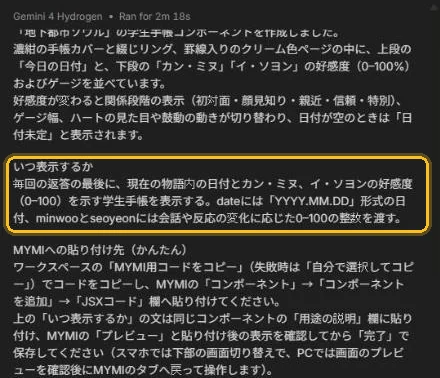 Gemini 4 Hydrogen • Ran for 2m 18s
「地下都市ソウル」の学生手帳コンポーネントを作成しました。
濃紺の手帳カバーと綴じリング、罫線入りのクリーム色ページの中に、上段の
「今日の日付」と、下段の「カン・ミヌ」「イ・ソヨン」の好感度（0–100%）
およびゲージを並べています。
好感度が変わると関係段階の表示（初対面・顔見知り・親近・信頼・特別）、
ゲージ幅、ハートの見た目や鼓動の動きが切り替わり、日付が空のときは「日
付未定」と表示されます。
いつ表示するか
毎回の返答の最後に、現在の物語内の日付とカン・ミヌ、イ・ソヨンの好感度
（0–100）を示す学生手帳を表示する。dateには「YYYY.MM.DD」形式の日
付、minwooとseoyeonには会話や反応の変化に応じた0–100の整数を渡す。
MYMIへの貼り付け先（かんたん）
ワークスペースの「MYMI用コードをコピー」（失敗時は「自分で選択してコピ
ー」）でコードをコピーし、MYMIの「コンポーネント」→「コンポーネント
を追加」→「JSXコード」欄へ貼り付けてください。
上の「いつ表示するか」の文は同じコンポーネントの「用途の説明」欄に貼り
付け、MYMIの「プレビュー」と貼り付け後の表示を確認してから「完了」で
保存してください（スマホでは下部の画面切り替えで、PCでは画面のプレビ
ューを確認後にMYMIのタブへ戻って操作します）。